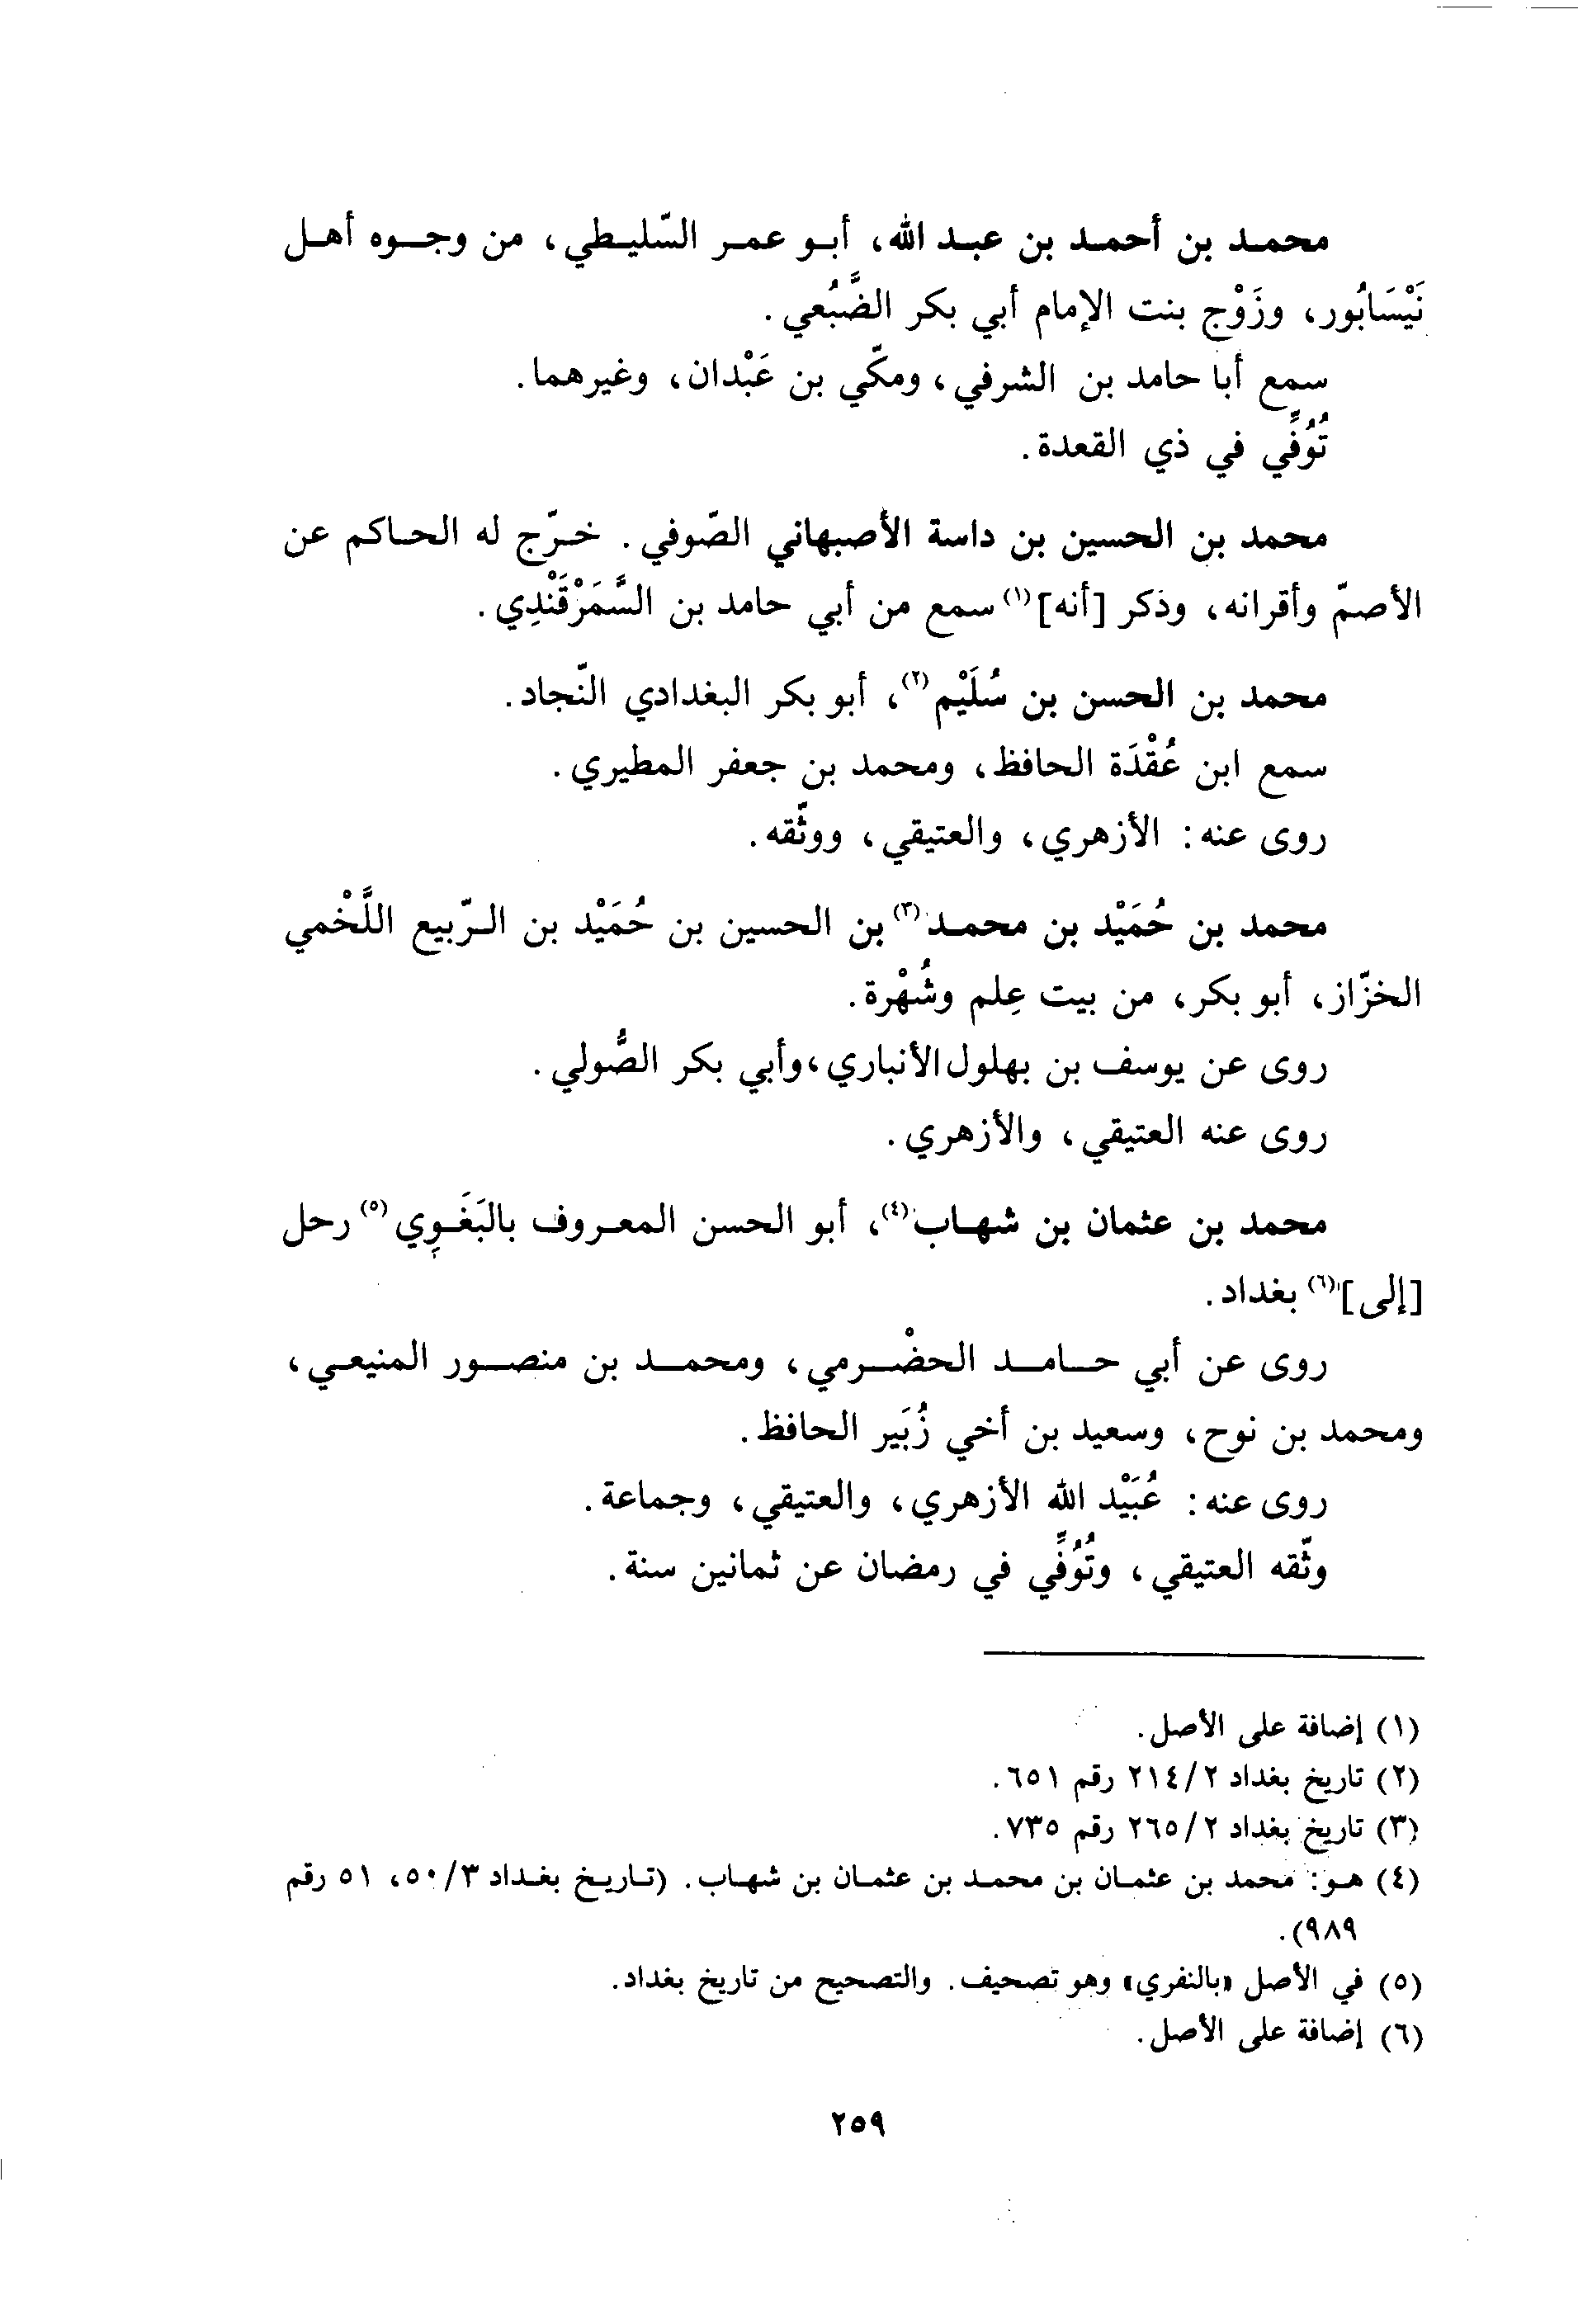 محمد بن أحمد بن عبد الله، أبو عمر السّليطي، من وجوه أهل
نَيْسَابُور، وزَوْج بنت الإمام أبي بكر الضَّبُعي.
سمع أبا حامد بن الشرفي، ومكّي بن عَبْدان، وغيرهما.
تُوُفِّي في ذي القعدة.
محمد بن الحسين بن داسة الأصبهاني الصّوفي. خرّج له الحاكم عن
الأصمّ وأقرانه، وذكر [أنه](١) سمع من أبي حامد بن السَّمَرْقَنْدِي.
محمد بن الحسن بن سُلَيْم(٢)، أبو بكر البغدادي النّجاد.
سمع ابن عُقْدَة الحافظ، ومحمد بن جعفر المطيري.
روى عنه: الأزهري، والعتيقي، ووثّقه.
محمد بن حُمَيْد بن محمد(٣) بن الحسين بن حُمَيْد بن الرّبيع اللَّخْمي
الخزّاز، أبو بكر، من بيت عِلم وشُهْرة.
روى عن يوسف بن بهلول الأنباري، وأبي بكر الصُّولي.
روى عنه العتيقي، والأزهري.
محمد بن عثمان بن شهاب(٤)، أبو الحسن المعروف بالبَغَوِي(٥) رحل
[إلى](٦) بغداد.
روى عن أبي حامد الحضْرمي، ومحمد بن منصور المنيعي،
ومحمد بن نوح، وسعيد بن أخي زُبَير الحافظ.
روى عنه: عُبَيْد الله الأزهري، والعتيقي، وجماعة.
وثّقه العتيقي، وتُوُفِّي في رمضان عن ثمانين سنة.
(١) إضافة على الأصل.
(٢) تاريخ بغداد ٢/٢١٤ رقم ٦٥١.
(٣) تاريخ بغداد ٢/٢٦٥ رقم ٧٣٥.
(٤) هو: محمد بن عثمان بن محمد بن عثمان بن شهاب. (تاريخ بغداد ٣/٥٠، ٥١ رقم
٩٨٩).
(٥) في الأصل «بالنفري» وهو تصحيف. والتصحيح من تاريخ بغداد.
(٦) إضافة على الأصل.
٢٥٩